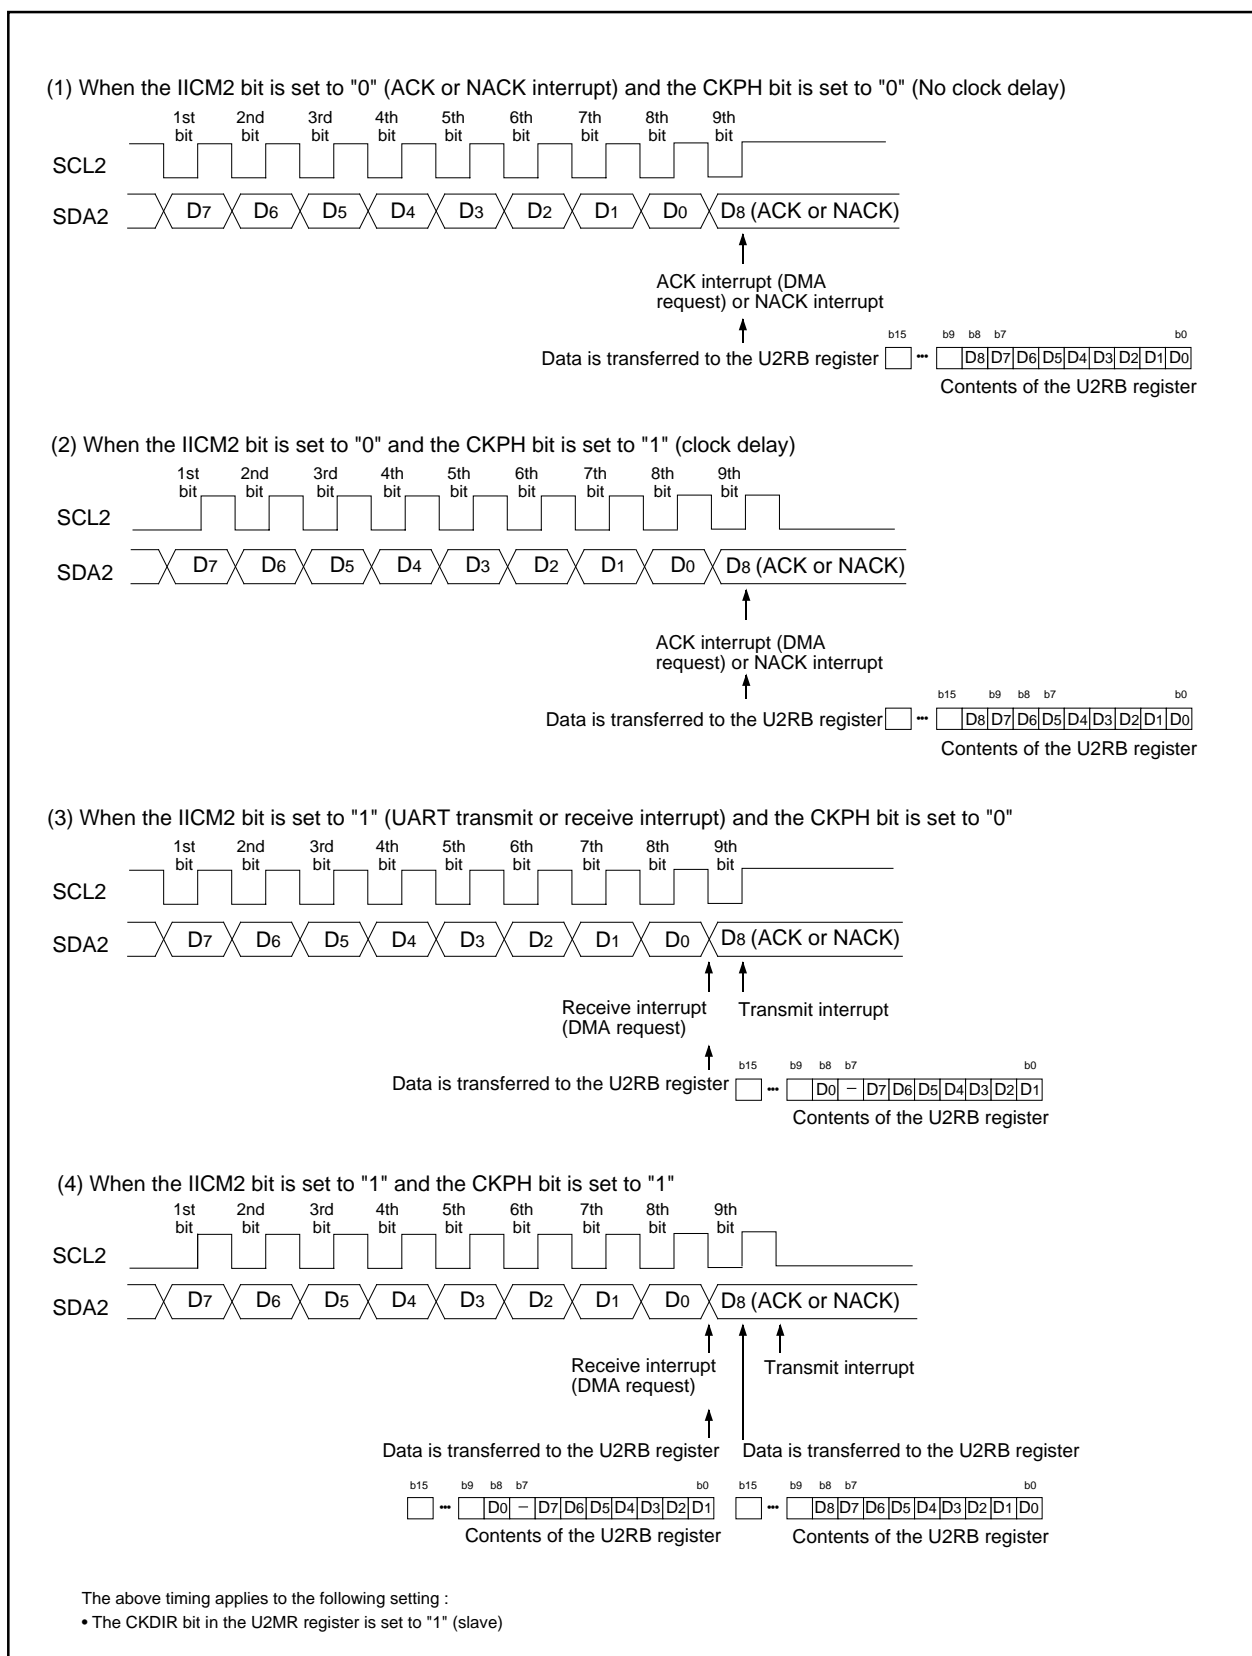 (1) When the IICM2 bit is set to "0" (ACK or NACK interrupt) and the CKPH bit is set to "0" (No clock delay)
1st bit 2nd bit 3rd bit 4th bit 5th bit 6th bit 7th bit 8th bit 9th bit
SCL2
SDA2 D7 D6 D5 D4 D3 D2 D1 D0 D8 (ACK or NACK)
ACK interrupt (DMA
request) or NACK interrupt
b15 b9 b8 b7 b0
Data is transferred to the U2RB register ••• D8 D7 D6 D5 D4 D3 D2 D1 D0
Contents of the U2RB register
(2) When the IICM2 bit is set to "0" and the CKPH bit is set to "1" (clock delay)
1st bit 2nd bit 3rd bit 4th bit 5th bit 6th bit 7th bit 8th bit 9th bit
SCL2
SDA2 D7 D6 D5 D4 D3 D2 D1 D0 D8 (ACK or NACK)
ACK interrupt (DMA
request) or NACK interrupt
b15 b9 b8 b7 b0
Data is transferred to the U2RB register ••• D8 D7 D6 D5 D4 D3 D2 D1 D0
Contents of the U2RB register
(3) When the IICM2 bit is set to "1" (UART transmit or receive interrupt) and the CKPH bit is set to "0"
1st bit 2nd bit 3rd bit 4th bit 5th bit 6th bit 7th bit 8th bit 9th bit
SCL2
SDA2 D7 D6 D5 D4 D3 D2 D1 D0 D8 (ACK or NACK)
Receive interrupt (DMA request) Transmit interrupt
b15 b9 b8 b7 b0
Data is transferred to the U2RB register ••• D0 – D7 D6 D5 D4 D3 D2 D1
Contents of the U2RB register
(4) When the IICM2 bit is set to "1" and the CKPH bit is set to "1"
1st bit 2nd bit 3rd bit 4th bit 5th bit 6th bit 7th bit 8th bit 9th bit
SCL2
SDA2 D7 D6 D5 D4 D3 D2 D1 D0 D8 (ACK or NACK)
Receive interrupt (DMA request) Transmit interrupt
Data is transferred to the U2RB register Data is transferred to the U2RB register
b15 b9 b8 b7 b0 b15 b9 b8 b7 b0
••• D0 – D7 D6 D5 D4 D3 D2 D1 ••• D8 D7 D6 D5 D4 D3 D2 D1 D0
Contents of the U2RB register Contents of the U2RB register
The above timing applies to the following setting :
• The CKDIR bit in the U2MR register is set to "1" (slave)